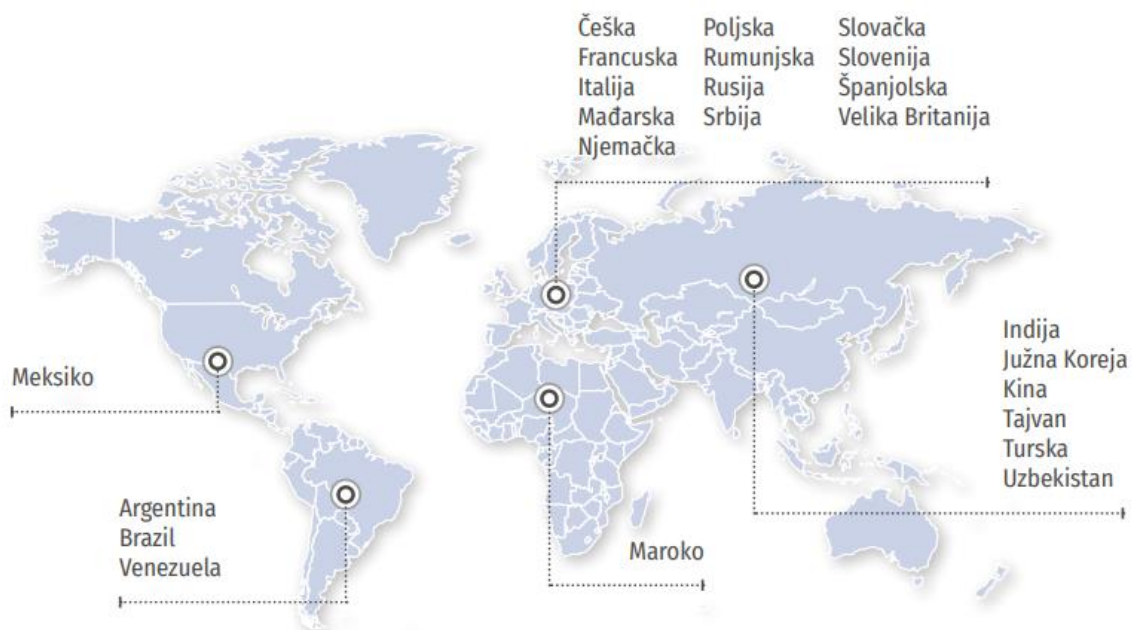 Češka
Francuska
Italija
Mađarska
Njemačka
Poljska
Rumunjska
Rusija
Srbija
Slovačka
Slovenija
Španjolska
Velika Britanija
Meksiko
Indija
Južna Koreja
Kina
Tajvan
Turska
Uzbekistan
Argentina
Brazil
Venezuela
Maroko